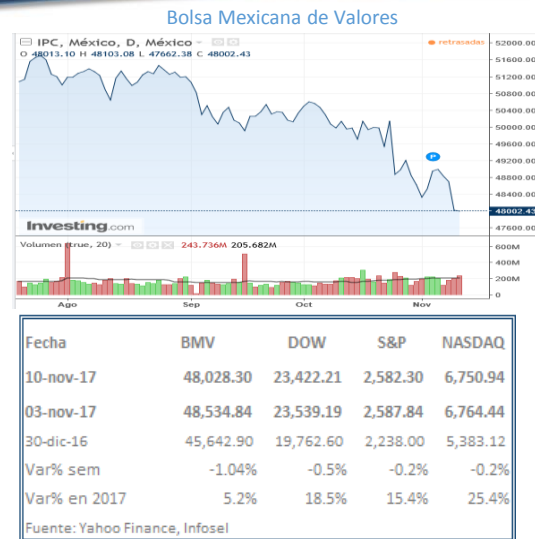 Bolsa Mexicana de Valores
IPC, México, D, México
O 48013.10 H 48103.08 L 47662.38 C 48002.43
retrasadas
52000.00
51600.00
51200.00
50800.00
50400.00
50000.00
49600.00
49200.00
48800.00
48400.00
48002.43
47600.00
P
Investing.com
Volumen (true, 20) 243.736M 205.682M
600M
400M
200M
0
Ago Sep Oct Nov
Fecha BMV DOW S&P NASDAQ
10-nov-17 48,028.30 23,422.21 2,582.30 6,750.94
03-nov-17 48,534.84 23,539.19 2,587.84 6,764.44
30-dic-16 45,642.90 19,762.60 2,238.00 5,383.12
Var% sem -1.04% -0.5% -0.2% -0.2%
Var% en 2017 5.2% 18.5% 15.4% 25.4%
Fuente: Yahoo Finance, Infosel